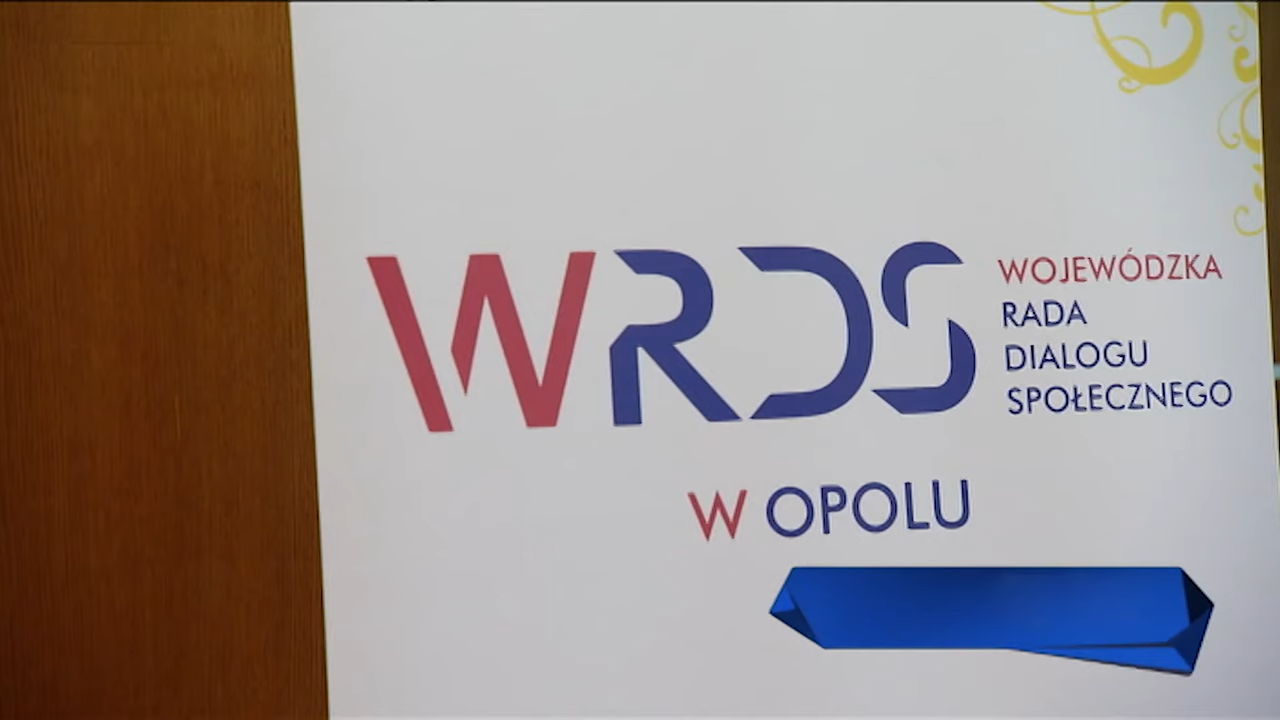 WRDS
WOJEWÓDZKA
RADA
DIALOGU
SPOŁECZNEGO
W OPOLU